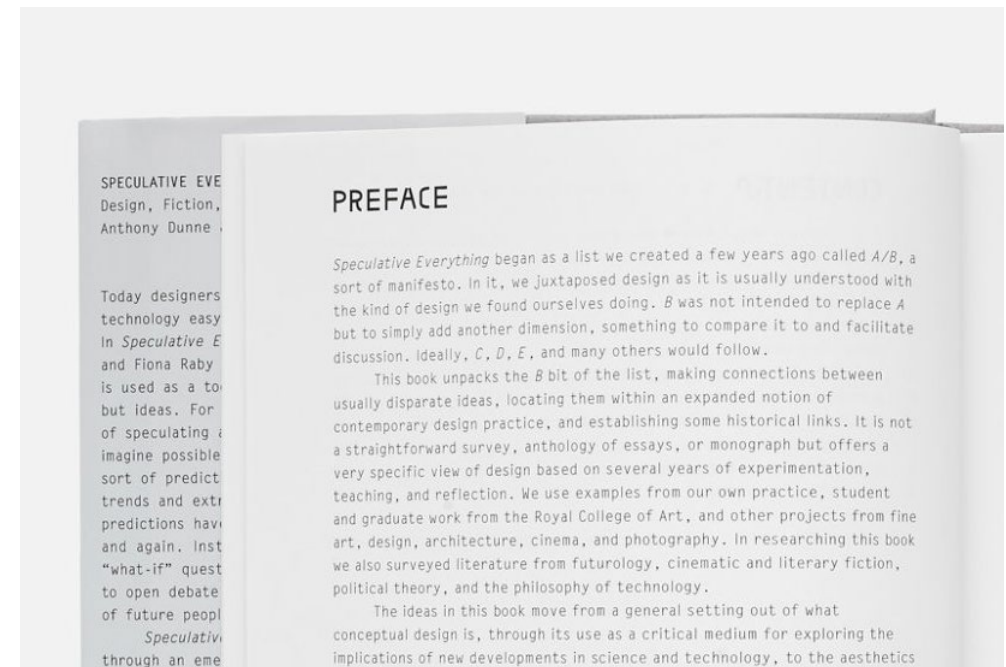 SPECULATIVE EVE
Design, Fiction,
Anthony Dunne
Today designers
technology easy
In Speculative E
and Fiona Raby
is used as a to
but ideas. For
of speculating
imagine possible
sort of predict
trends and extr
predictions hav
and again. Inst
“what-if” quest
to open debate
of future peopl
Speculativ
through an eme
PREFACE
Speculative Everything began as a list we created a few years ago called A/B, a
sort of manifesto. In it, we juxtaposed design as it is usually understood with
the kind of design we found ourselves doing. B was not intended to replace A
but to simply add another dimension, something to compare it to and facilitate
discussion. Ideally, C, D, E, and many others would follow.
This book unpacks the B bit of the list, making connections between
usually disparate ideas, locating them within an expanded notion of
contemporary design practice, and establishing some historical links. It is not
a straightforward survey, anthology of essays, or monograph but offers a
very specific view of design based on several years of experimentation,
teaching, and reflection. We use examples from our own practice, student
and graduate work from the Royal College of Art, and other projects from fine
art, design, architecture, cinema, and photography. In researching this book
we also surveyed literature from futurology, cinematic and literary fiction,
political theory, and the philosophy of technology.
The ideas in this book move from a general setting out of what
conceptual design is, through its use as a critical medium for exploring the
implications of new developments in science and technology, to the aesthetics